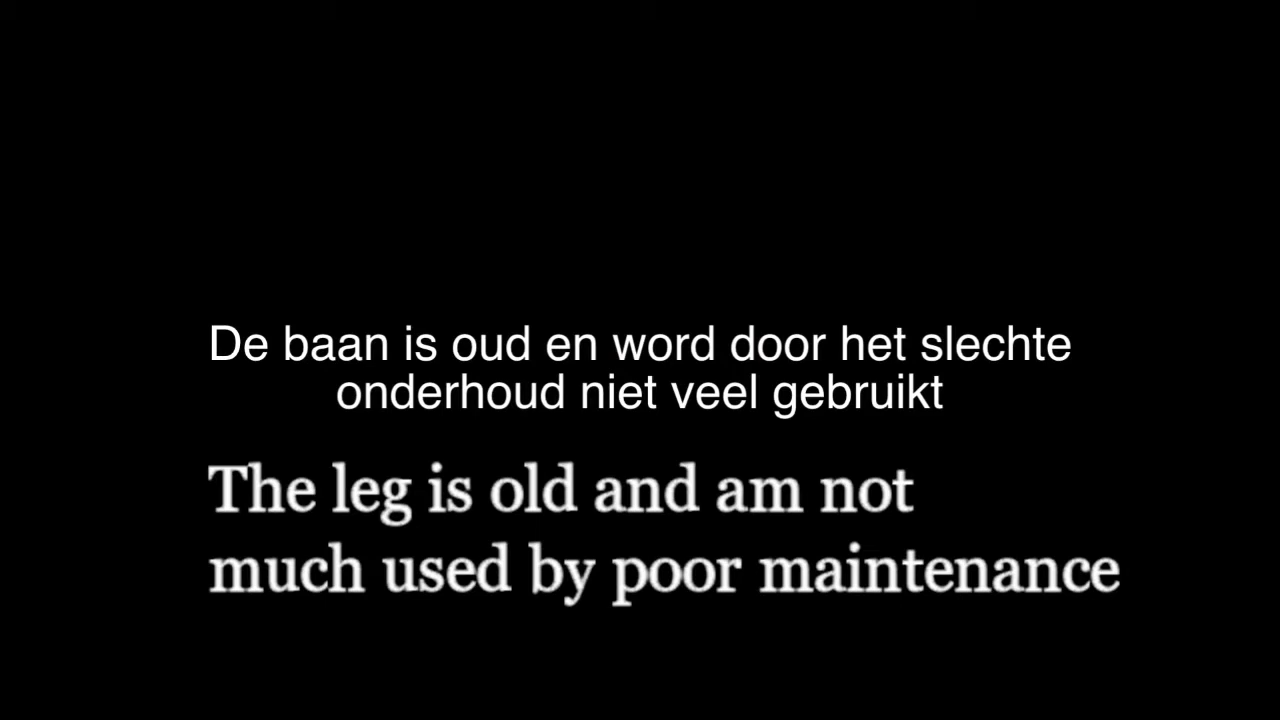 De baan is oud en word door het slechte
onderhoud niet veel gebruikt
The leg is old and am not
much used by poor maintenance